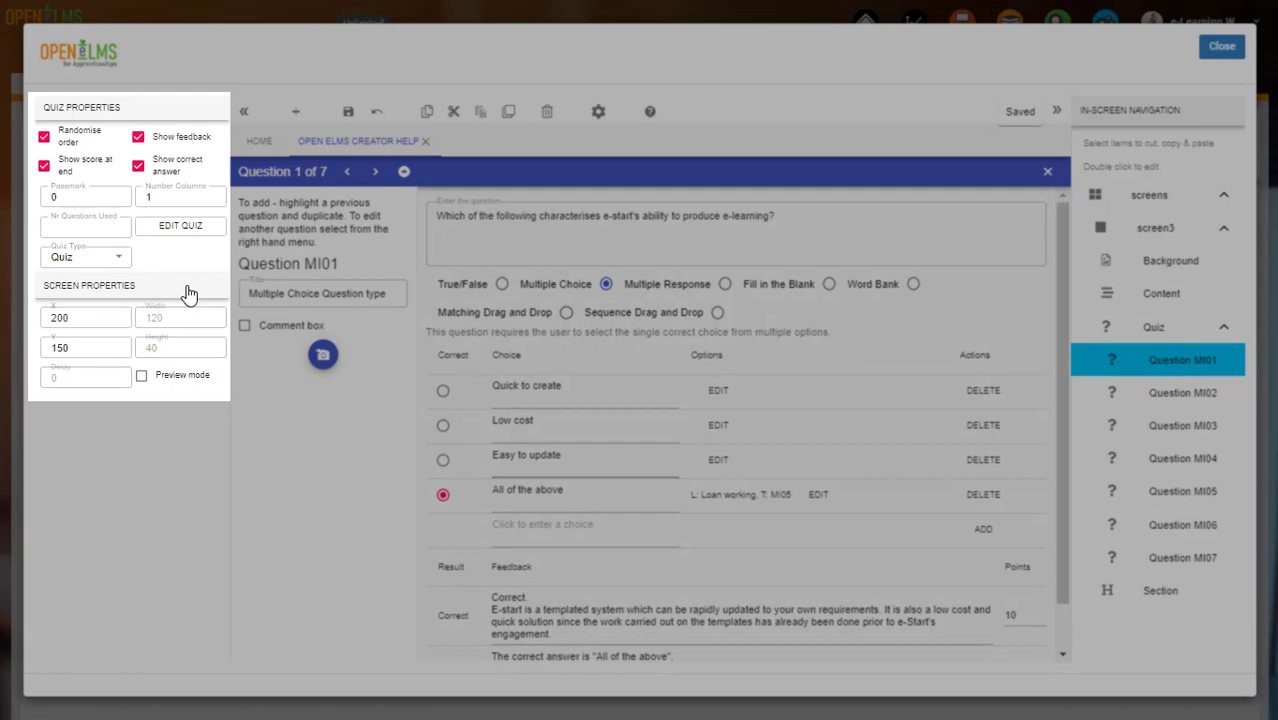 OPEN ELMS
Unlimited
e-Learning W
OPEN ELMS
for Apprenticeships
Close
QUIZ PROPERTIES
Randomise order
Show feedback
Show score at end
Show correct answer
Passmark
0
Number Columns
1
Nr Questions Used
EDIT QUIZ
Quiz Type
Quiz
SCREEN PROPERTIES
X
200
Width
120
Y
150
Height
40
Delay
0
Preview mode
Saved
HOME
OPEN ELMS CREATOR HELP
Question 1 of 7
To add - highlight a previous
question and duplicate. To edit
another question select from the
right hand menu.
Question MI01
Title
Multiple Choice Question type
Comment box
Enter the question
Which of the following characterises e-start's ability to produce e-learning?
True/False
Multiple Choice
Multiple Response
Fill in the Blank
Word Bank
Matching Drag and Drop
Sequence Drag and Drop
This question requires the user to select the single correct choice from multiple options.
Correct
Choice
Options
Actions
Quick to create
EDIT
DELETE
Low cost
EDIT
DELETE
Easy to update
EDIT
DELETE
All of the above
L: Loan working, T: MI05
EDIT
DELETE
Click to enter a choice
ADD
Result
Feedback
Points
Correct
Correct.
E-start is a templated system which can be rapidly updated to your own requirements. It is also a low cost and
quick solution since the work carried out on the templates has already been done prior to e-Start's
engagement.
10
The correct answer is "All of the above".
IN-SCREEN NAVIGATION
Select items to cut, copy & paste
Double click to edit
screens
screen3
Background
Content
Quiz
Question MI01
Question MI02
Question MI03
Question MI04
Question MI05
Question MI06
Question MI07
Section